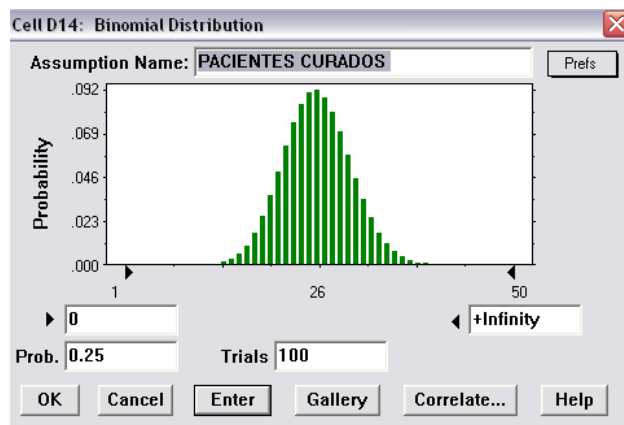 Cell D14: Binomial Distribution
Assumption Name: PACIENTES CURADOS
Prefs
.092
.069
.046
.023
.000
Probability
1 26 50
0
+Infinity
Prob. 0.25 Trials 100
OK Cancel Enter Gallery Correlate... Help